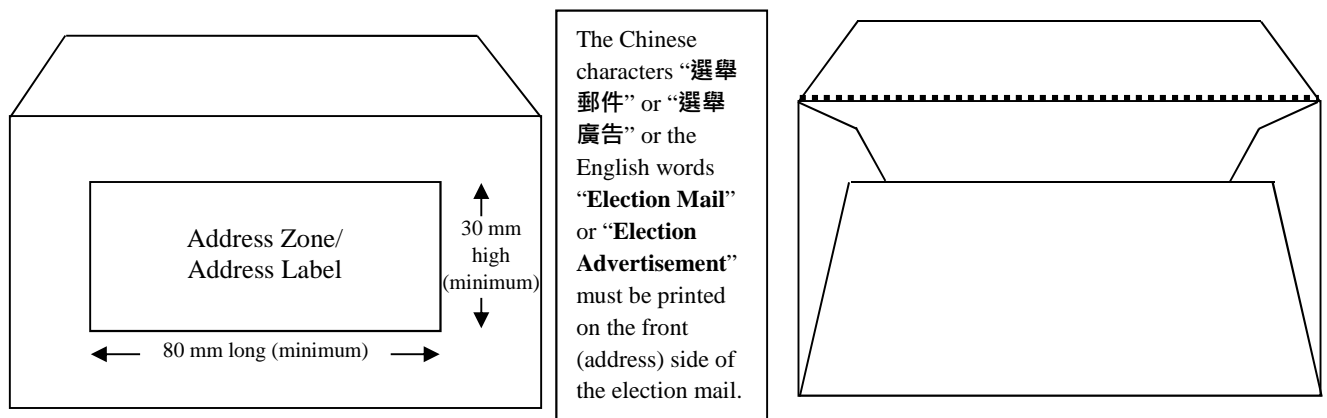 Address Zone/
Address Label
30 mm
high
(minimum)
80 mm long (minimum)
The Chinese
characters “選舉
郵件” or “選舉
廣告” or the
English words
“Election Mail”
or “Election
Advertisement”
must be printed
on the front
(address) side of
the election mail.